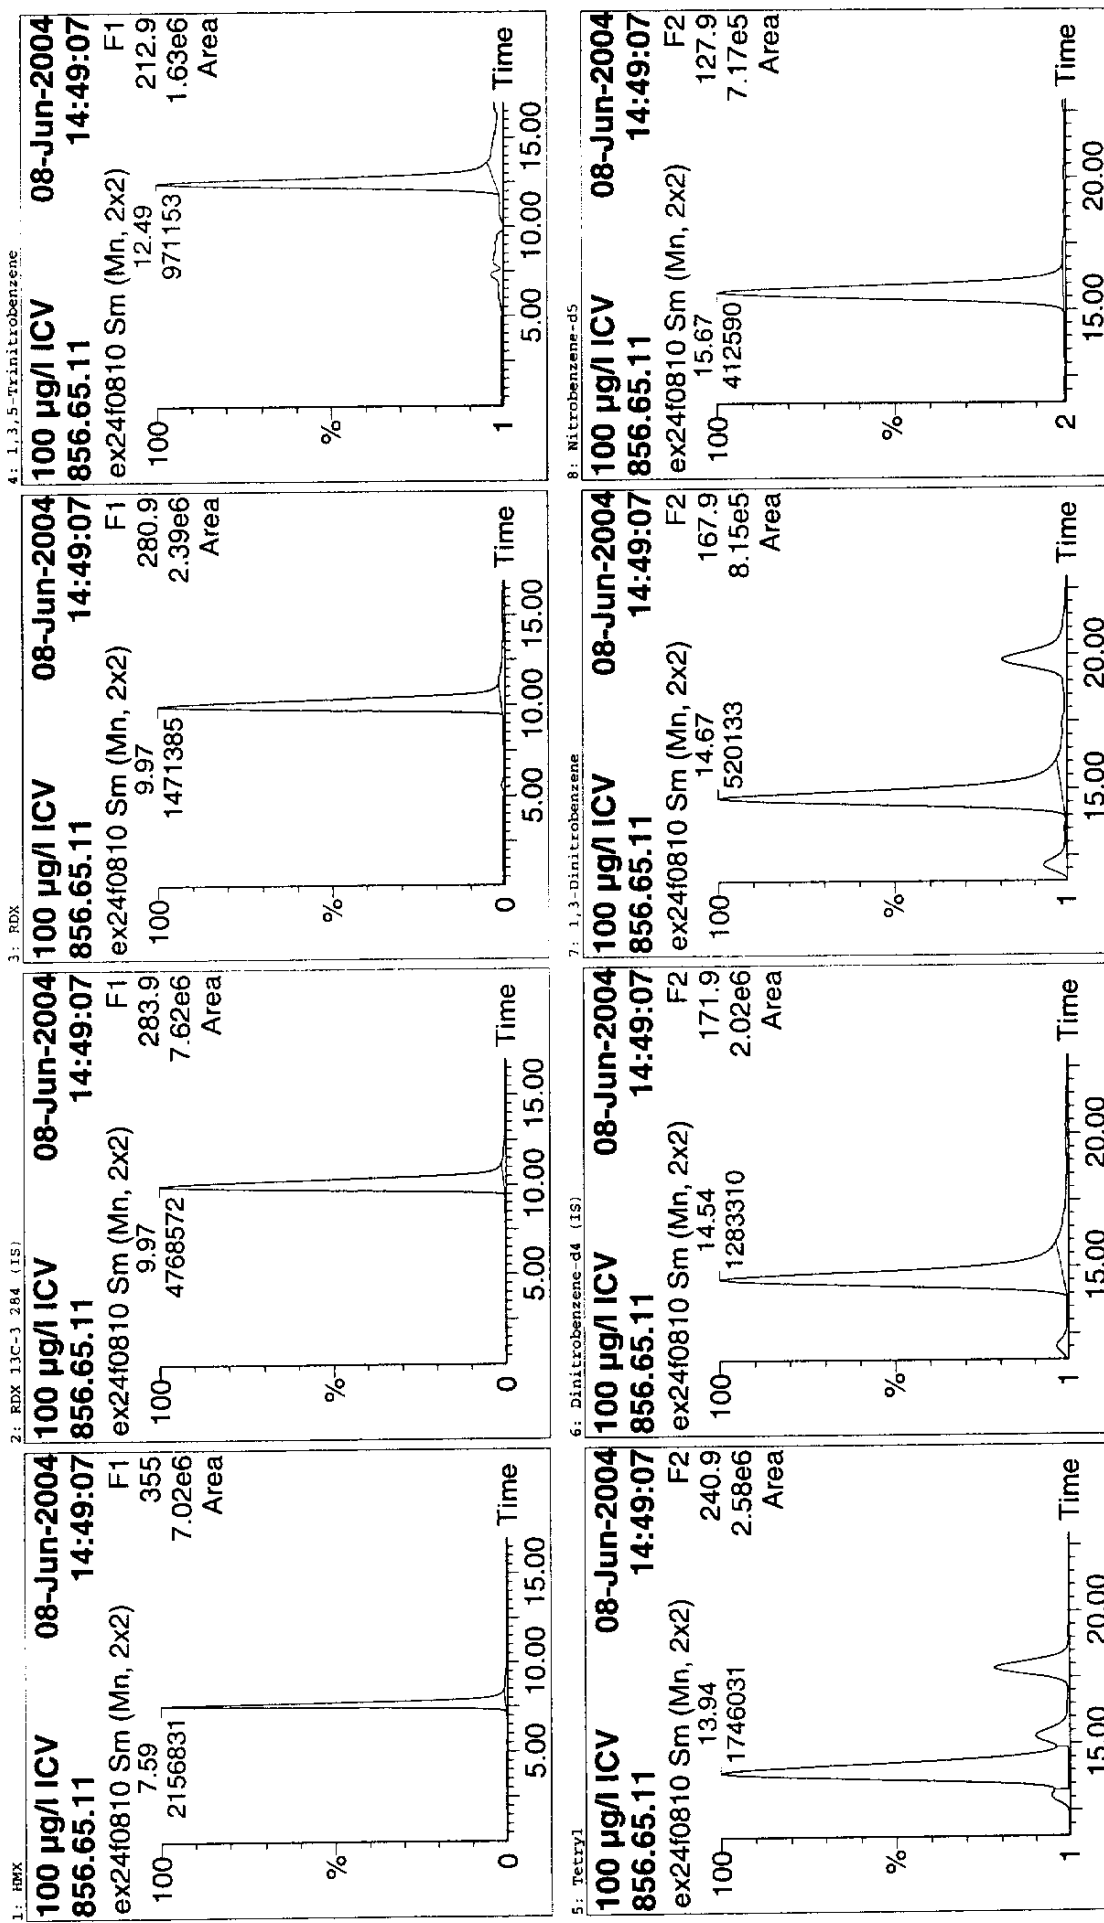 1: HMX
100 µg/l ICV 08-Jun-2004
856.65.11 14:49:07
ex24f0810 Sm (Mn, 2x2) F1
7.59 355
2156831 7.02e6
Area
100
%
0
5.00 10.00 15.00
Time
2: RDX 13C-3 284 (IS)
100 µg/l ICV 08-Jun-2004
856.65.11 14:49:07
ex24f0810 Sm (Mn, 2x2) F1
9.97 283.9
4768572 7.62e6
Area
100
%
0
5.00 10.00 15.00
Time
3: RDX
100 µg/l ICV 08-Jun-2004
856.65.11 14:49:07
ex24f0810 Sm (Mn, 2x2) F1
9.97 280.9
1471385 2.39e6
Area
100
%
0
5.00 10.00 15.00
Time
4: 1,3,5-Trinitrobenzene
100 µg/l ICV 08-Jun-2004
856.65.11 14:49:07
ex24f0810 Sm (Mn, 2x2) F1
12.49 212.9
971153 1.63e6
Area
100
%
1
5.00 10.00 15.00
Time
5: Tetryl
100 µg/l ICV 08-Jun-2004
856.65.11 14:49:07
ex24f0810 Sm (Mn, 2x2) F2
13.94 240.9
1746031 2.58e6
Area
100
%
1
15.00 20.00
Time
6: Dinitrobenzene-d4 (IS)
100 µg/l ICV 08-Jun-2004
856.65.11 14:49:07
ex24f0810 Sm (Mn, 2x2) F2
14.54 171.9
1283310 2.02e6
Area
100
%
1
15.00 20.00
Time
7: 1,3-Dinitrobenzene
100 µg/l ICV 08-Jun-2004
856.65.11 14:49:07
ex24f0810 Sm (Mn, 2x2) F2
14.67 167.9
520133 8.15e5
Area
100
%
1
15.00 20.00
Time
8: Nitrobenzene-d5
100 µg/l ICV 08-Jun-2004
856.65.11 14:49:07
ex24f0810 Sm (Mn, 2x2) F2
15.67 127.9
412590 7.17e5
Area
100
%
2
15.00 20.00
Time